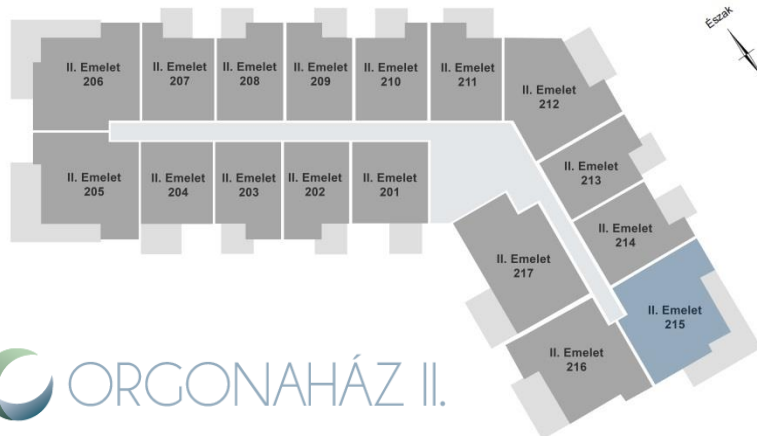 Észak
II. Emelet
206
II. Emelet
207
II. Emelet
208
II. Emelet
209
II. Emelet
210
II. Emelet
211
II. Emelet
212
II. Emelet
205
II. Emelet
204
II. Emelet
203
II. Emelet
202
II. Emelet
201
II. Emelet
213
II. Emelet
214
II. Emelet
217
II. Emelet
215
II. Emelet
216
ORGONAHÁZ II.